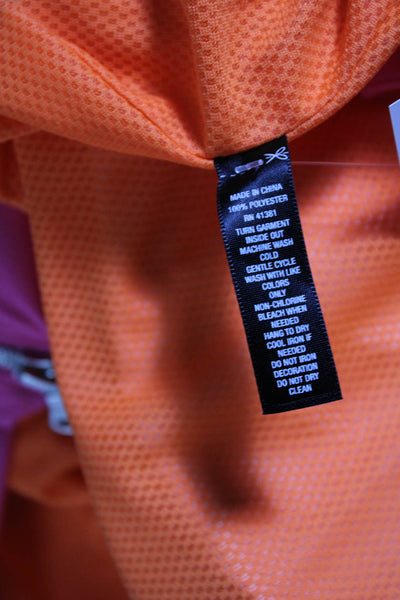 MADE IN CHINA
100% POLYESTER
RN 41381
TURN GARMENT
INSIDE OUT
MACHINE WASH
COLD
GENTLE CYCLE
WASH WITH LIKE
COLORS
ONLY
NON-CHLORINE
BLEACH WHEN
NEEDED
HANG TO DRY
COOL IRON IF
NEEDED
DO NOT IRON
DECORATION
DO NOT DRY
CLEAN